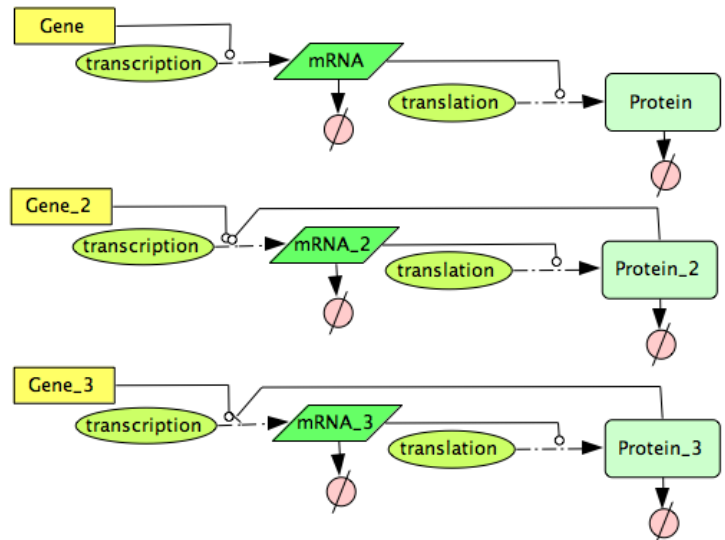 Gene
transcription
mRNA
translation
Protein
Gene_2
transcription
mRNA_2
translation
Protein_2
Gene_3
transcription
mRNA_3
translation
Protein_3